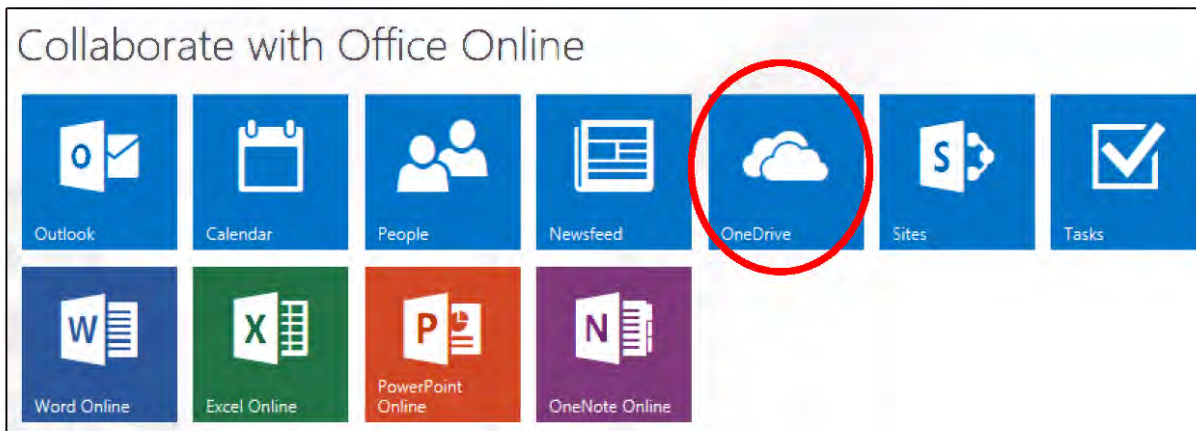 Collaborate with Office Online
O
S
Outlook
Calendar
People
Newsfeed
OneDrive
Sites
Tasks
W
X
P
N
Word Online
Excel Online
PowerPoint
Online
OneNote Online